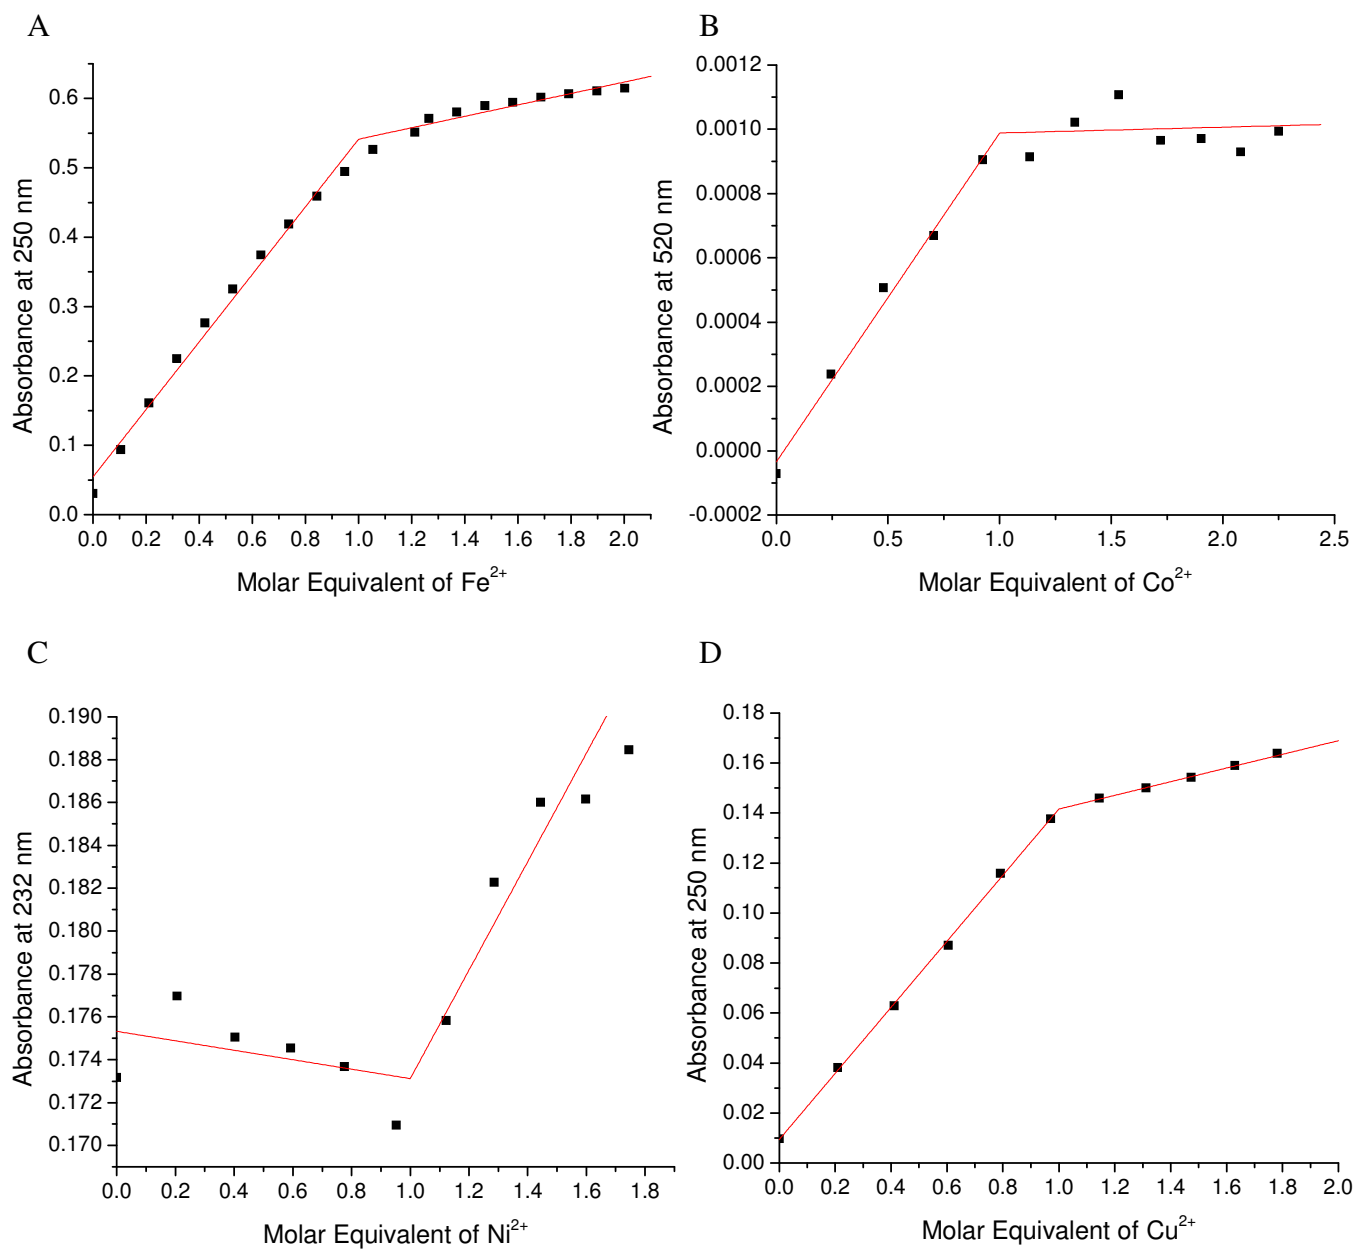 A
Absorbance at 250 nm
0.6
0.5
0.4
0.3
0.2
0.1
0.0
0.0 0.2 0.4 0.6 0.8 1.0 1.2 1.4 1.6 1.8 2.0
Molar Equivalent of Fe²⁺
B
Absorbance at 520 nm
0.0012
0.0010
0.0008
0.0006
0.0004
0.0002
0.0000
-0.0002
0.0 0.5 1.0 1.5 2.0 2.5
Molar Equivalent of Co²⁺
C
Absorbance at 232 nm
0.190
0.188
0.186
0.184
0.182
0.180
0.178
0.176
0.174
0.172
0.170
0.0 0.2 0.4 0.6 0.8 1.0 1.2 1.4 1.6 1.8
Molar Equivalent of Ni²⁺
D
Absorbance at 250 nm
0.18
0.16
0.14
0.12
0.10
0.08
0.06
0.04
0.02
0.00
0.0 0.2 0.4 0.6 0.8 1.0 1.2 1.4 1.6 1.8 2.0
Molar Equivalent of Cu²⁺